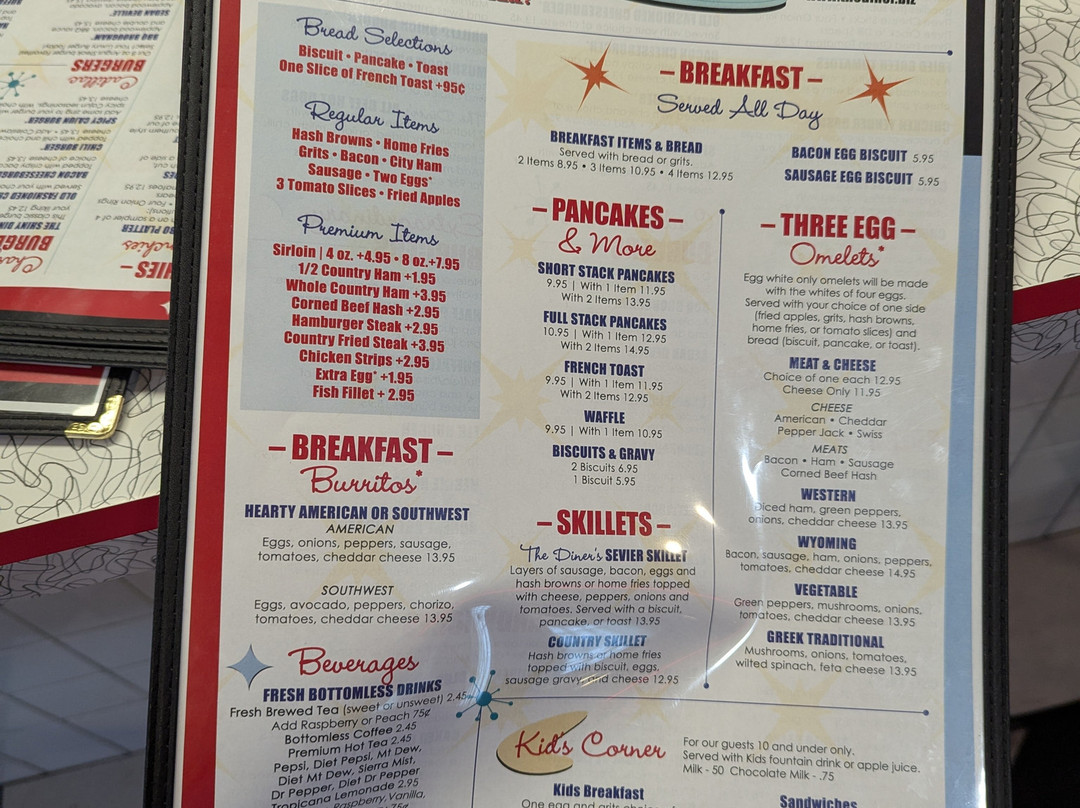 Bread Selections
Biscuit • Pancake • Toast
One Slice of French Toast +95¢
Regular Items
Hash Browns • Home Fries
Grits • Bacon • City Ham
Sausage • Two Eggs*
3 Tomato Slices • Fried Apples
Premium Items
Sirloin | 4 oz. +4.95 • 8 oz.+7.95
1/2 Country Ham +1.95
Whole Country Ham +3.95
Corned Beef Hash +2.95
Hamburger Steak +2.95
Country Fried Steak +3.95
Chicken Strips +2.95
Extra Egg* +1.95
Fish Fillet + 2.95
– BREAKFAST –
Burritos*
HEARTY AMERICAN OR SOUTHWEST
AMERICAN
Eggs, onions, peppers, sausage,
tomatoes, cheddar cheese 13.95
SOUTHWEST
Eggs, avocado, peppers, chorizo,
tomatoes, cheddar cheese 13.95
Beverages
FRESH BOTTOMLESS DRINKS
Fresh Brewed Tea (sweet or unsweet) 2.45
Add Raspberry or Peach 75¢
Bottomless Coffee 2.45
Premium Hot Tea 2.45
Pepsi, Diet Pepsi, Mt Dew,
Diet Mt Dew, Sierra Mist,
Dr Pepper, Diet Dr Pepper
Tropicana Lemonade 2.95
Raspberry, Vanilla,
75¢
– BREAKFAST –
Served All Day
BREAKFAST ITEMS & BREAD
Served with bread or grits.
2 Items 8.95 • 3 Items 10.95 • 4 Items 12.95
BACON EGG BISCUIT 5.95
SAUSAGE EGG BISCUIT 5.95
– PANCAKES –
& More
SHORT STACK PANCAKES
9.95 | With 1 Item 11.95
With 2 Items 13.95
FULL STACK PANCAKES
10.95 | With 1 Item 12.95
With 2 Items 14.95
FRENCH TOAST
9.95 | With 1 Item 11.95
With 2 Items 12.95
WAFFLE
9.95 | With 1 Item 10.95
BISCUITS & GRAVY
2 Biscuits 6.95
1 Biscuit 5.95
– SKILLETS –
The Diner's SEVIER SKILLET
Layers of sausage, bacon, eggs and
hash browns or home fries topped
with cheese, peppers, onions and
tomatoes. Served with a biscuit,
pancake, or toast 13.95
COUNTRY SKILLET
Hash browns or home fries
topped with biscuit, eggs,
sausage gravy, and cheese 12.95
– THREE EGG –
Omelets*
Egg white only omelets will be made
with the whites of four eggs.
Served with your choice of one side
(fried apples, grits, hash browns,
home fries, or tomato slices) and
bread (biscuit, pancake, or toast).
MEAT & CHEESE
Choice of one each 12.95
Cheese Only 11.95
CHEESE
American • Cheddar
Pepper Jack • Swiss
MEATS
Bacon • Ham • Sausage
Corned Beef Hash
WESTERN
Diced ham, green peppers,
onions, cheddar cheese 13.95
WYOMING
Bacon, sausage, ham, onions, peppers,
tomatoes, cheddar cheese 14.95
VEGETABLE
Green peppers, mushrooms, onions,
tomatoes, cheddar cheese 13.95
GREEK TRADITIONAL
Mushrooms, onions, tomatoes,
wilted spinach, feta cheese 13.95
Kid's Corner
For our guests 10 and under only.
Served with Kids fountain drink or apple juice.
Milk - 50 Chocolate Milk - .75
Kids Breakfast
One egg and grits
Sandwiches
Cadillac
BURGERS
SPICY CAJUN BURGER
CHILI BURGER
BACON CHEESEBURGER
OLD FASHIONED
THE SHINY